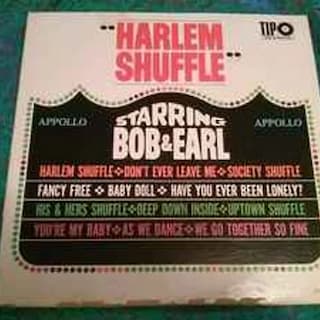 "HARLEM
SHUFFLE"
TIP
APPOLLO
STARRING
APPOLLO
BOB & EARL
HARLEM SHUFFLE ❖ DON'T EVER LEAVE ME ❖ SOCIETY SHUFFLE
FANCY FREE ❖ BABY DOLL ❖ HAVE YOU EVER BEEN LONELY?
HIS & HERS SHUFFLE ❖ DEEP DOWN INSIDE ❖ UPTOWN SHUFFLE
YOU'RE MY BABY ❖ AS WE DANCE ❖ WE GO TOGETHER SO FINE